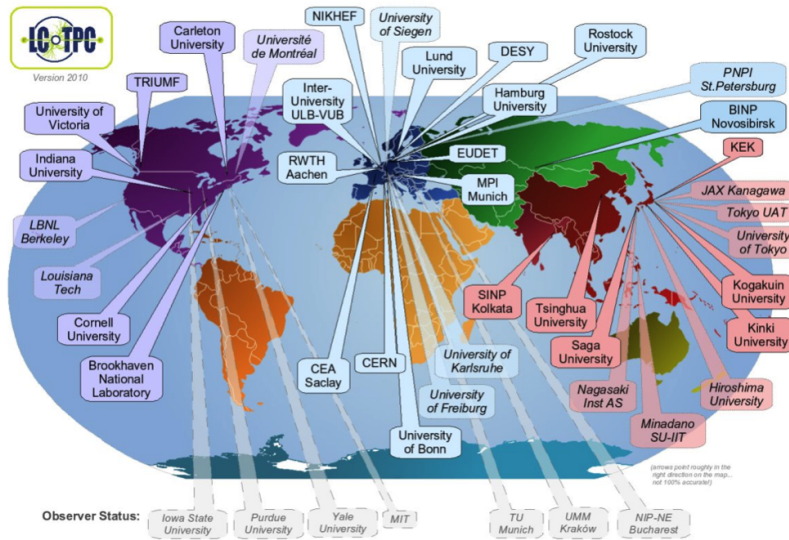 LC TPC
Version 2010
Carleton
University
Université
de Montréal
NIKHEF
University
of Siegen
Lund
University
DESY
Rostock
University
TRIUMF
Inter-
University
ULB-VUB
Hamburg
University
PNPI
St.Petersburg
University of
Victoria
BINP
Novosibirsk
Indiana
University
RWTH
Aachen
EUDET
KEK
MPI
Munich
JAX Kanagawa
LBNL
Berkeley
Tokyo UAT
University
of Tokyo
Louisiana
Tech
SINP
Kolkata
Tsinghua
University
Kogakuin
University
Cornell
University
Saga
University
Kinki
University
Brookhaven
National
Laboratory
CEA
Saclay
CERN
University of
Karlsruhe
University
of Freiburg
Nagasaki
Inst AS
Hiroshima
University
University
of Bonn
Minadano
SU-IIT
(arrows point roughly in the
right direction on the map...
not 100% accurate!)
Observer Status:
Iowa State
University
Purdue
University
Yale
University
MIT
TU
Munich
UMM
Kraków
NIP-NE
Bucharest